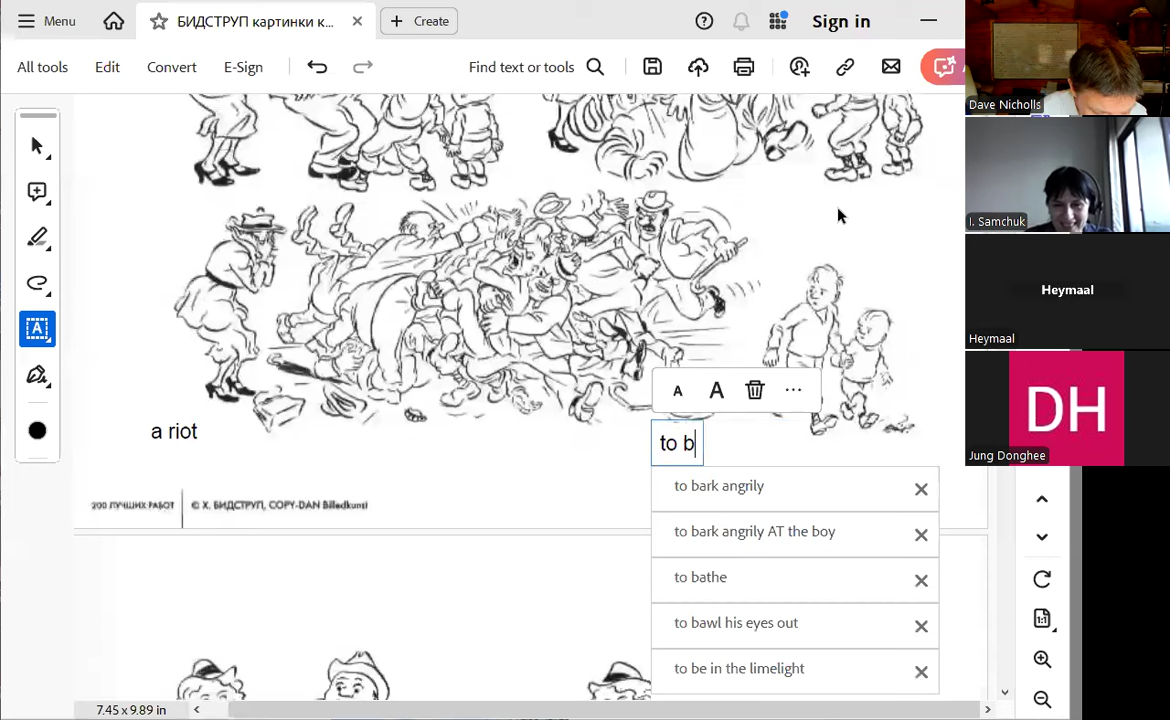 Menu
БИДСТРУП картинки к...
Create
Sign in
All tools
Edit
Convert
E-Sign
Find text or tools
Dave Nicholls
I. Samchuk
Heymaal
Heymaal
DH
Jung Donghee
A
A
A
a riot
to b
to bark angrily
to bark angrily AT the boy
to bathe
to bawl his eyes out
to be in the limelight
200 ЛУЧШИХ РАБОТ
© Х. БИДСТРУП, COPY-DAN Billedkunst
1:1
7.45 x 9.89 in